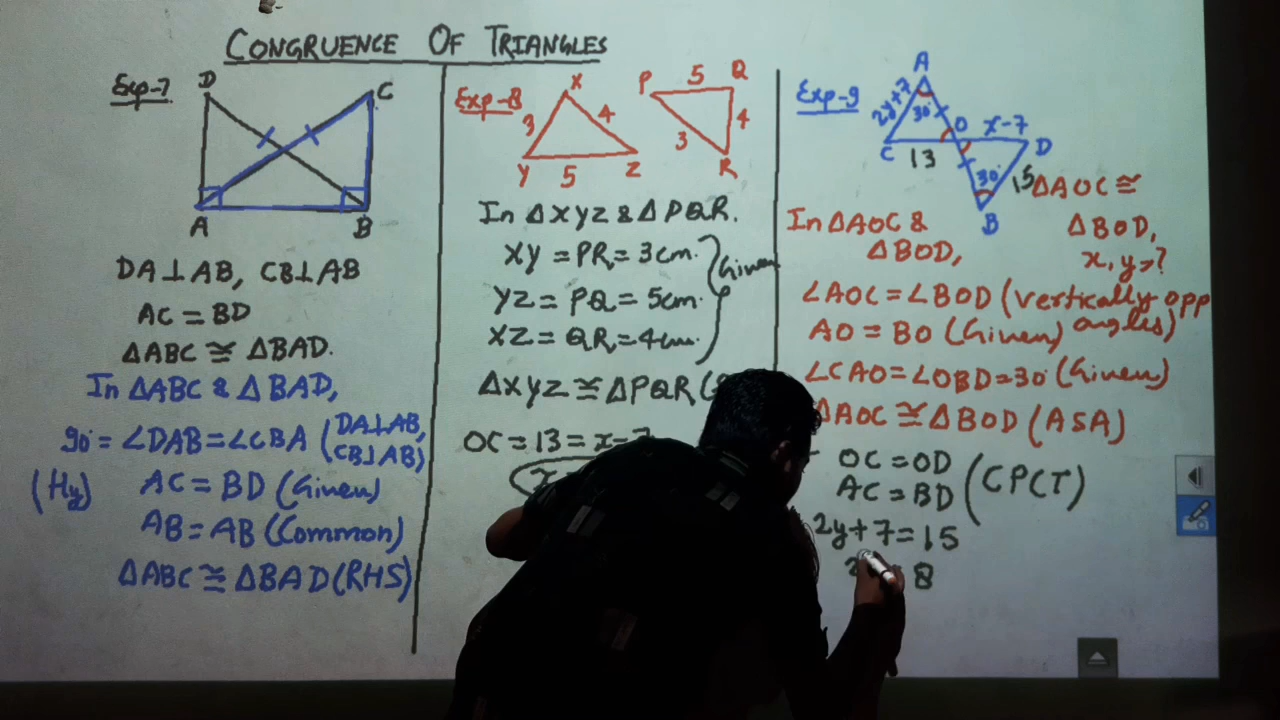 CONGRUENCE OF TRIANGLES
Exp-7
D
C
A
B
DA⊥AB, CB⊥AB
AC = BD
ΔABC ≅ ΔBAD.
In ΔABC & ΔBAD,
90° = ∠DAB = ∠CBA (DA⊥AB, CB⊥AB)
(Hy) AC = BD (Given)
AB = AB (Common)
ΔABC ≅ ΔBAD (RHS)
Exp-8
X
3 4
Y 5 Z
P 5 Q
3 4
R
In ΔXYZ & ΔPQR.
XY = PR = 3cm.
YZ = PQ = 5cm.
XZ = QR = 4cm.
} Given
ΔXYZ ≅ ΔPQR (
OC = 13 = x-7
Exp-9
A
2y+7 30°
O x-7
C 13 D
30° 15
B
ΔAOC ≅
ΔBOD,
x, y = ?
In ΔAOC &
ΔBOD,
∠AOC = ∠BOD (vertically opp angles)
AO = BO (Given)
∠CAO = ∠OBD = 30° (Given)
ΔAOC ≅ ΔBOD (ASA)
OC = OD
AC = BD
(CPCT)
2y+7 = 15
8